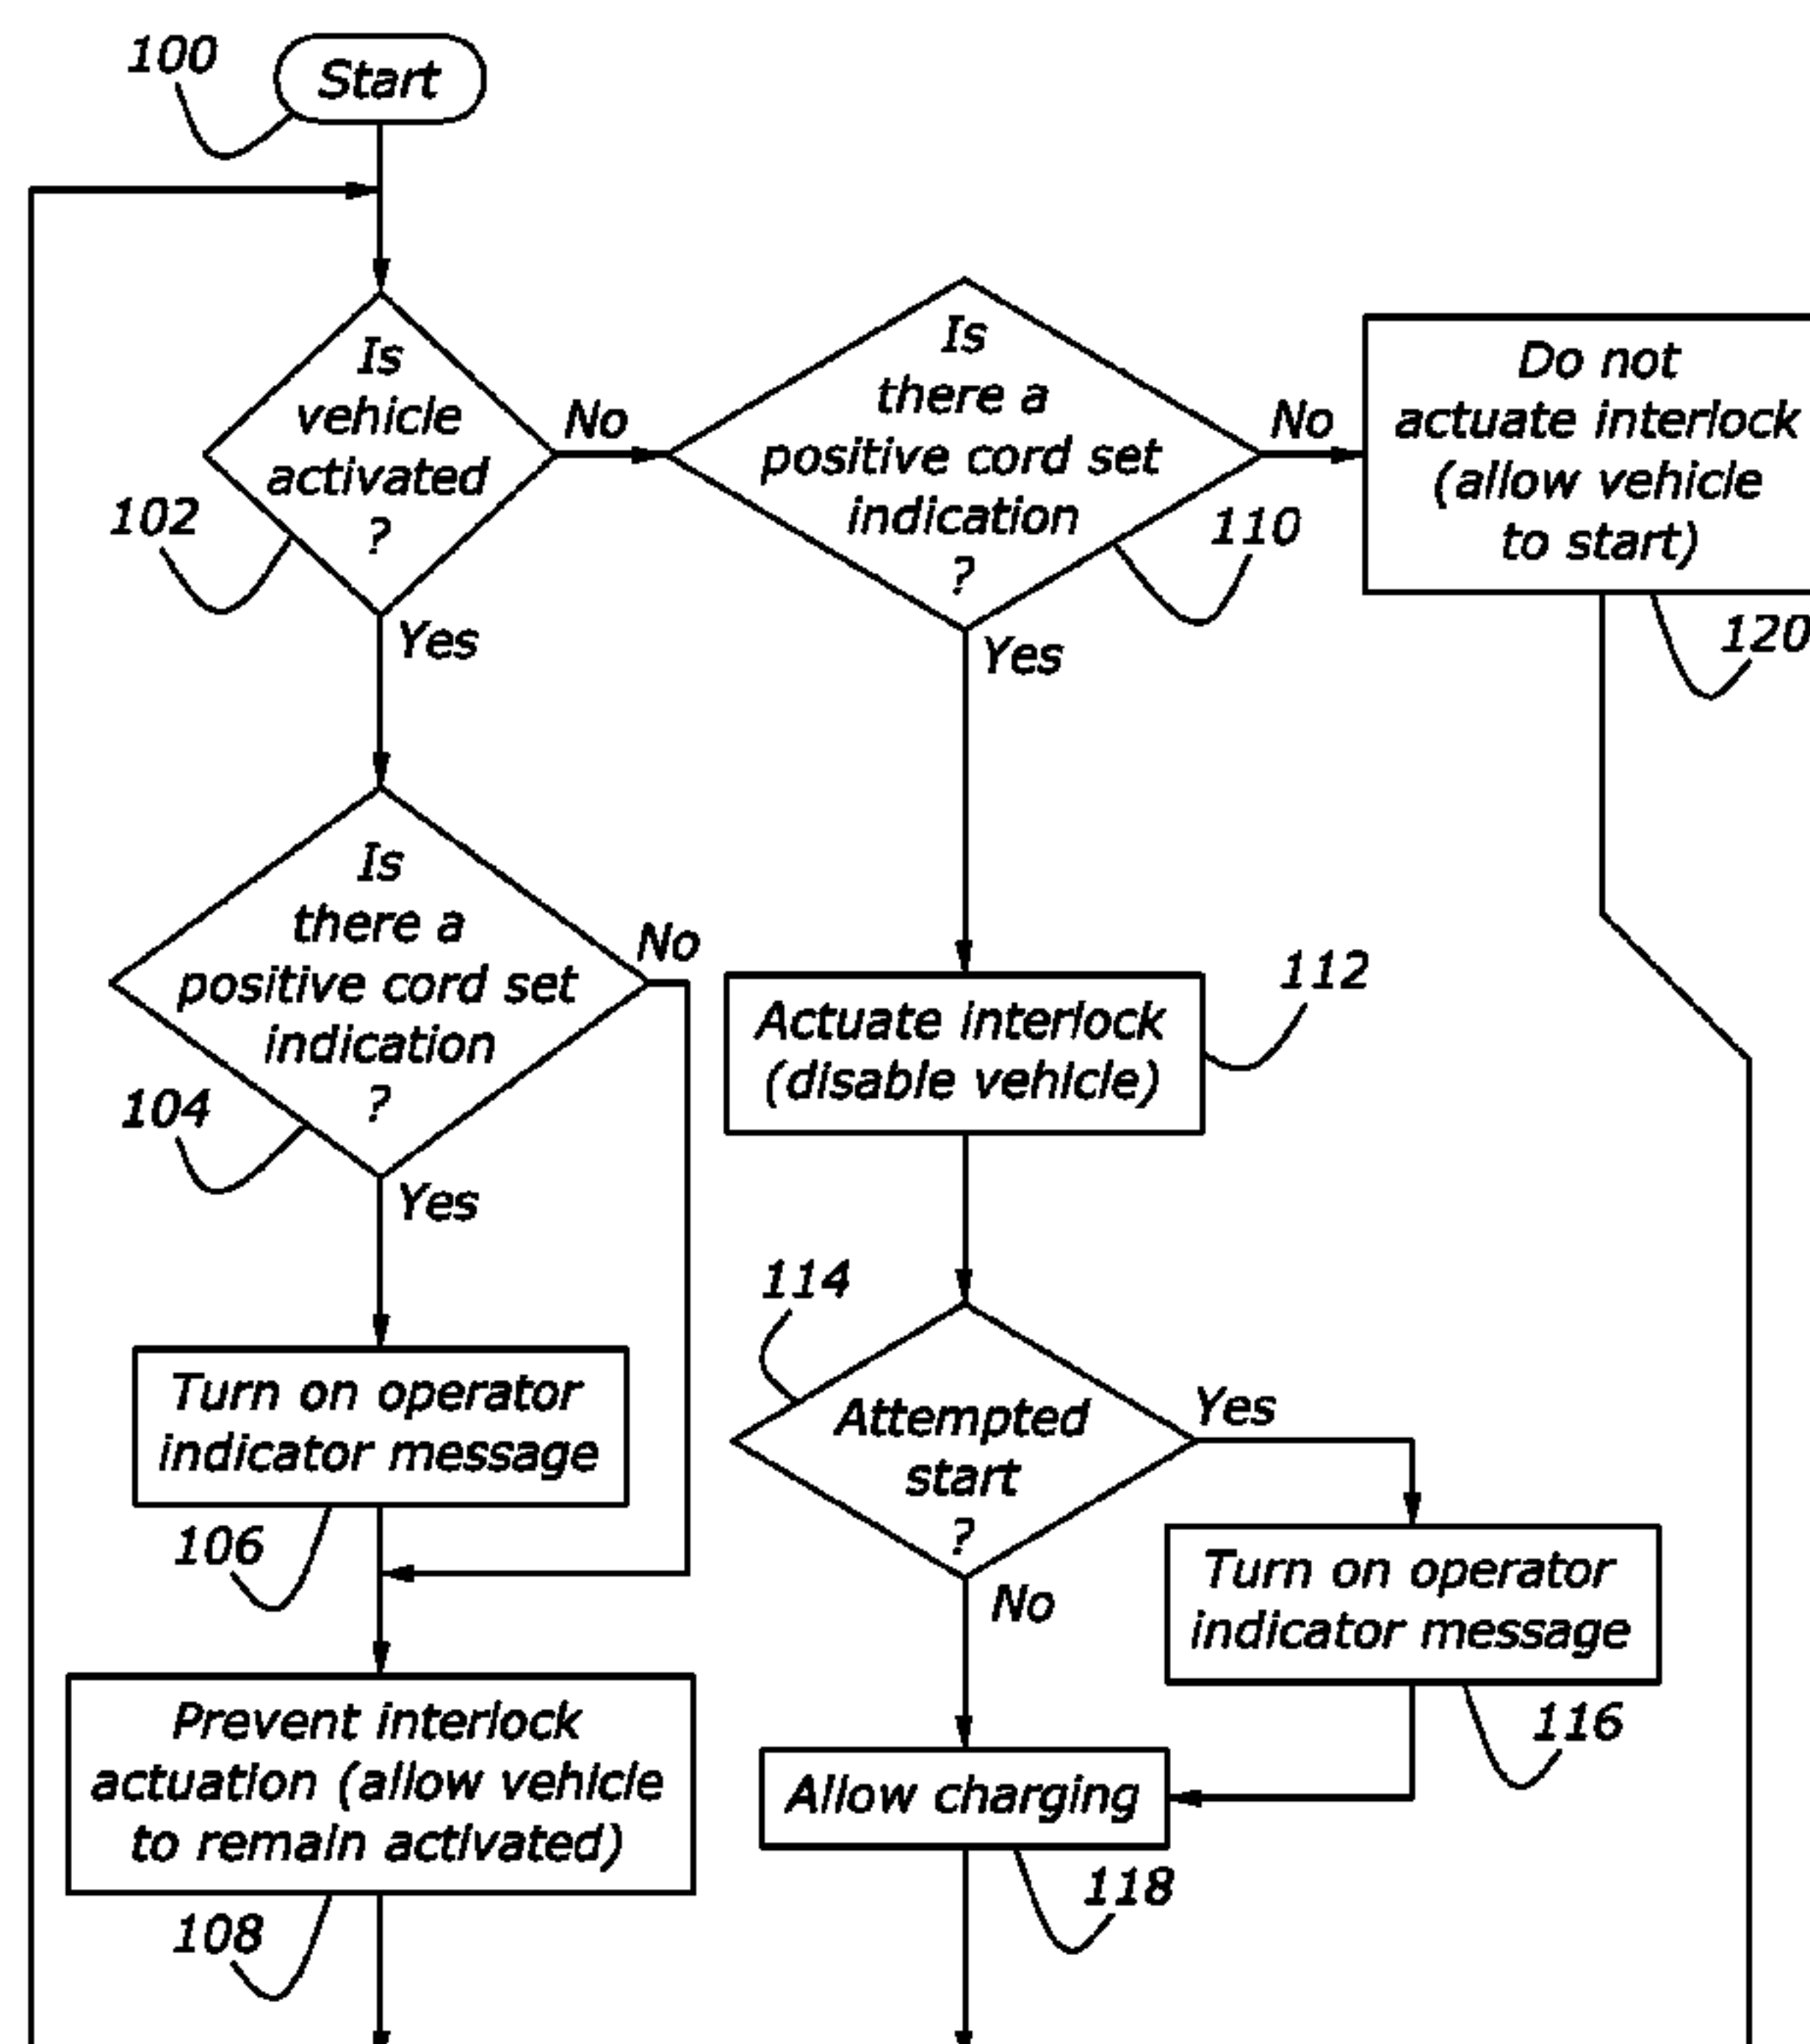 100
Start
Is
vehicle
activated
?
102
No
Yes
Is
there a
positive cord set
indication
?
110
No
Yes
Do not
actuate interlock
(allow vehicle
to start)
120
Is
there a
positive cord set
indication
?
104
No
Yes
Actuate interlock
(disable vehicle)
112
114
Attempted
start
?
Yes
No
Turn on operator
indicator message
106
Turn on operator
indicator message
116
Prevent interlock
actuation (allow vehicle
to remain activated)
108
Allow charging
118